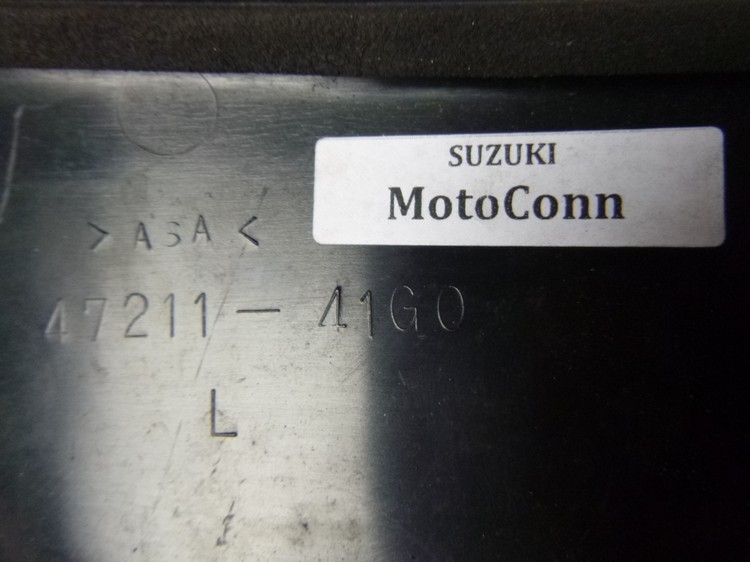 SUZUKI
MotoConn
>ASA<
47211-41G0
L